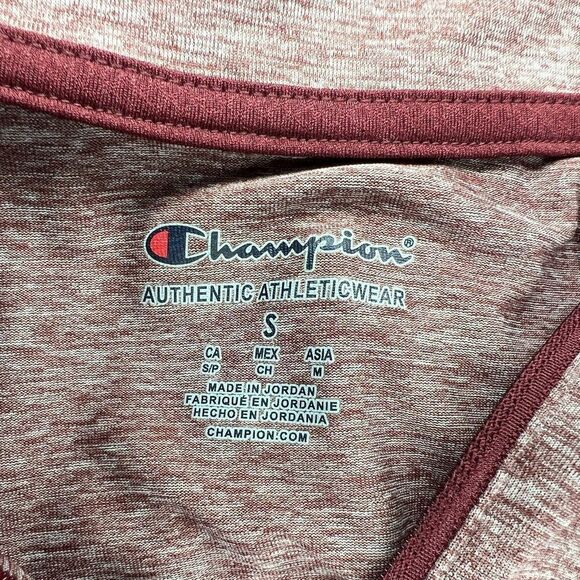 Champion®
AUTHENTIC ATHLETICWEAR
S
CA MEX ASIA
S/P CH M
MADE IN JORDAN
FABRIQUÉ EN JORDANIE
HECHO EN JORDANIA
CHAMPION.COM